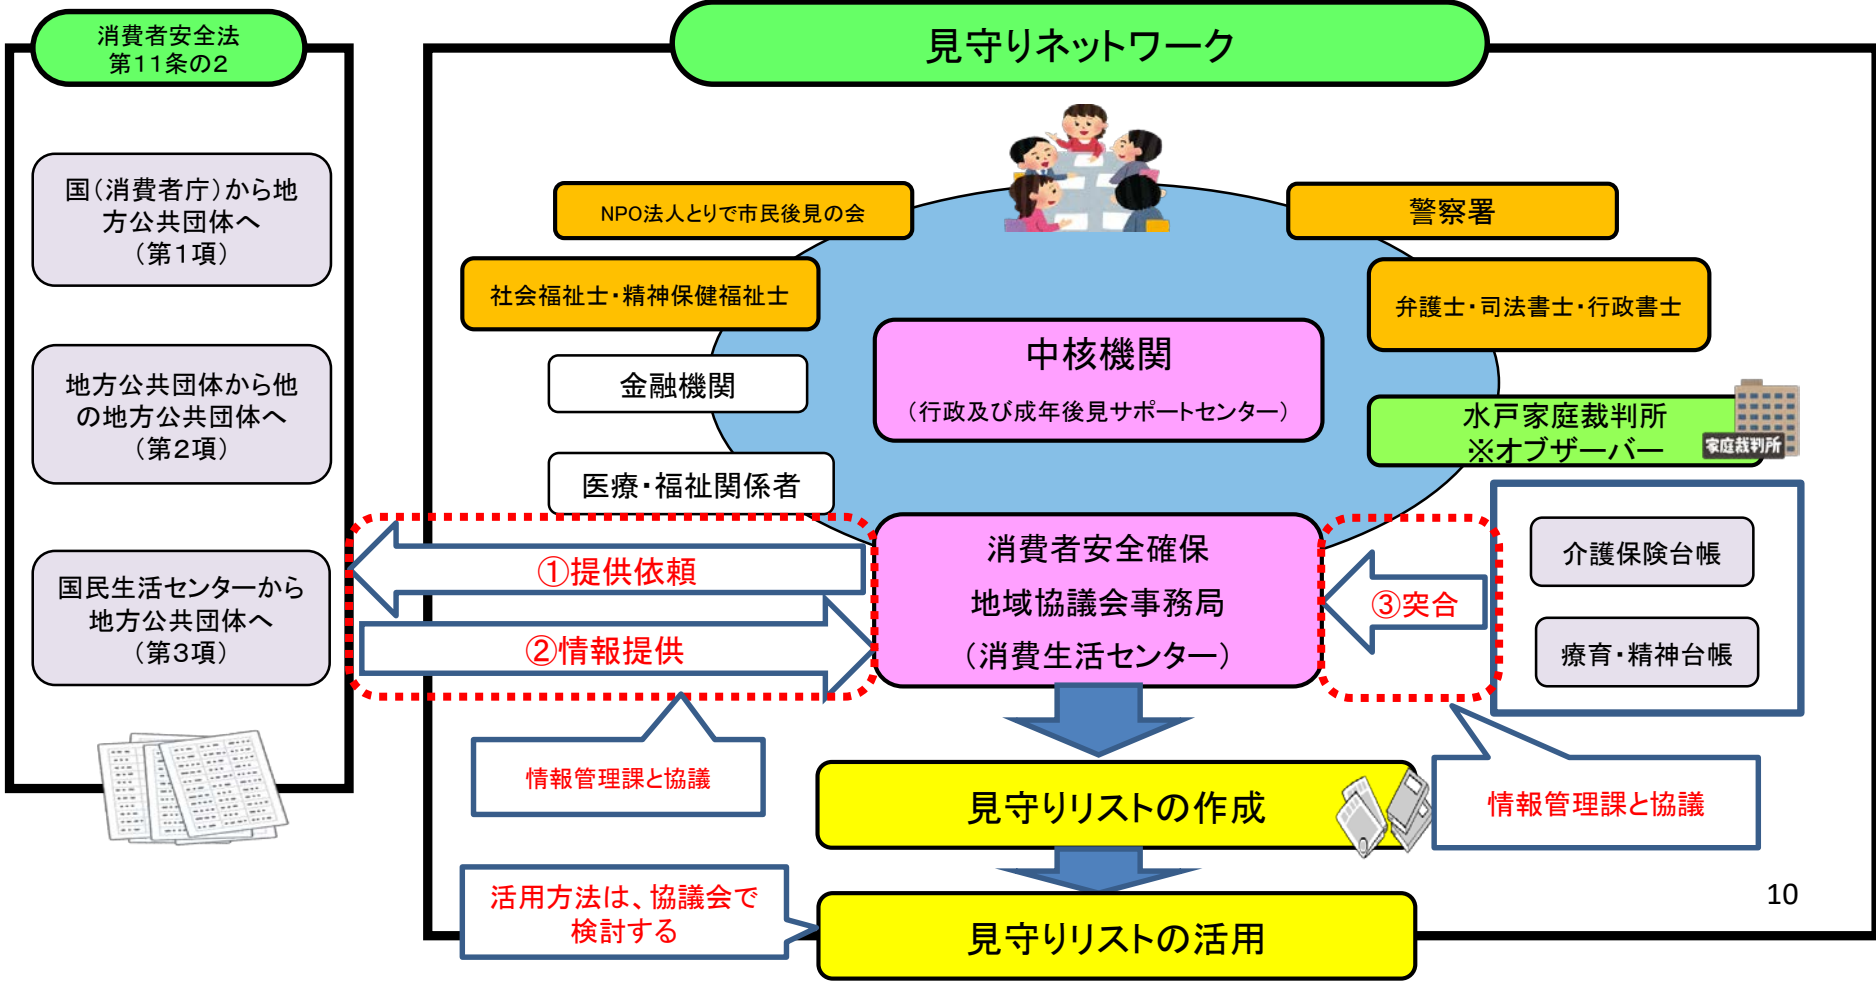 消費者安全法
第11条の2
国（消費者庁）から地
方公共団体へ
（第1項）
地方公共団体から他
の地方公共団体へ
（第2項）
国民生活センターから
地方公共団体へ
（第3項）
見守りネットワーク
NPO法人とりで市民後見の会
警察署
社会福祉士・精神保健福祉士
弁護士・司法書士・行政書士
中核機関
（行政及び成年後見サポートセンター）
金融機関
水戸家庭裁判所
※オブザーバー
家庭裁判所
医療・福祉関係者
①提供依頼
②情報提供
消費者安全確保
地域協議会事務局
（消費生活センター）
③突合
介護保険台帳
療育・精神台帳
情報管理課と協議
情報管理課と協議
見守りリストの作成
活用方法は、協議会で
検討する
見守りリストの活用
10